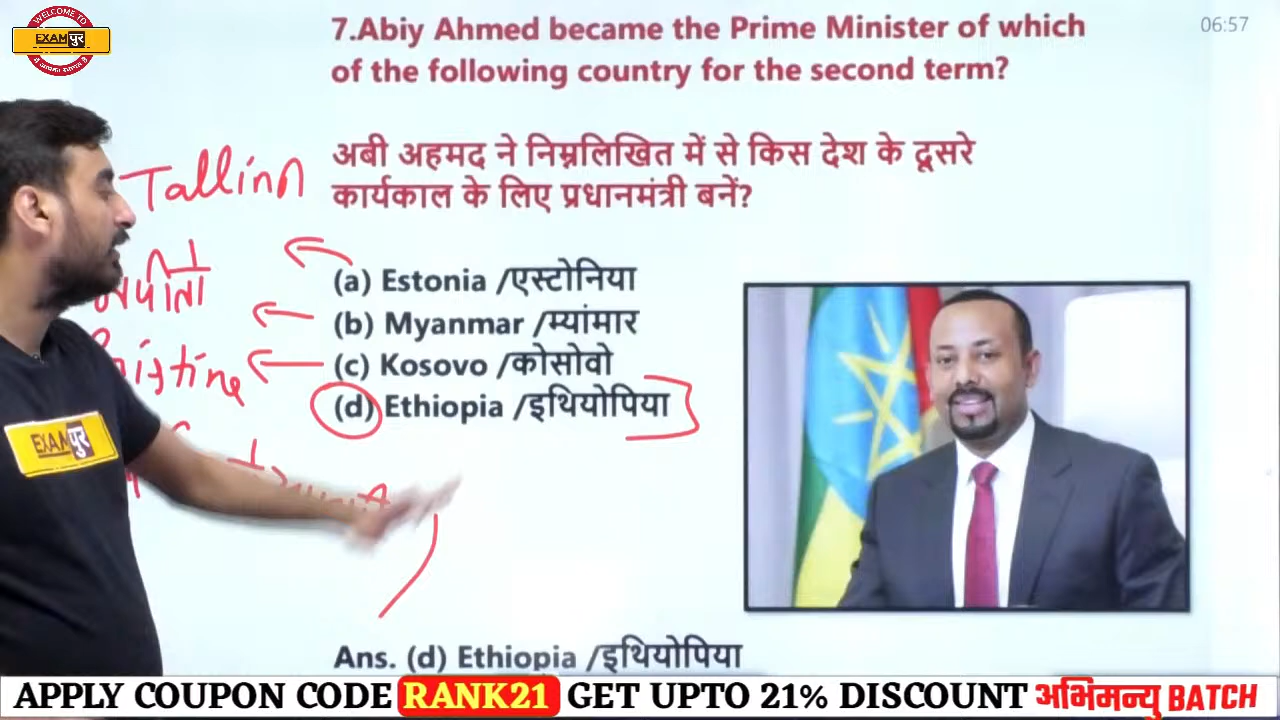 WELCOME TO
EXAMपुर
06:57
7.Abiy Ahmed became the Prime Minister of which
of the following country for the second term?
अबी अहमद ने निम्नलिखित में से किस देश के दूसरे
कार्यकाल के लिए प्रधानमंत्री बनें?
Tallinn
(a) Estonia /एस्टोनिया
(b) Myanmar /म्यांमार
(c) Kosovo /कोसोवो
(d) Ethiopia /इथियोपिया
EXAMपुर
Ans. (d) Ethiopia /इथियोपिया
APPLY COUPON CODE RANK21 GET UPTO 21% DISCOUNT अभिमन्यु BATCH